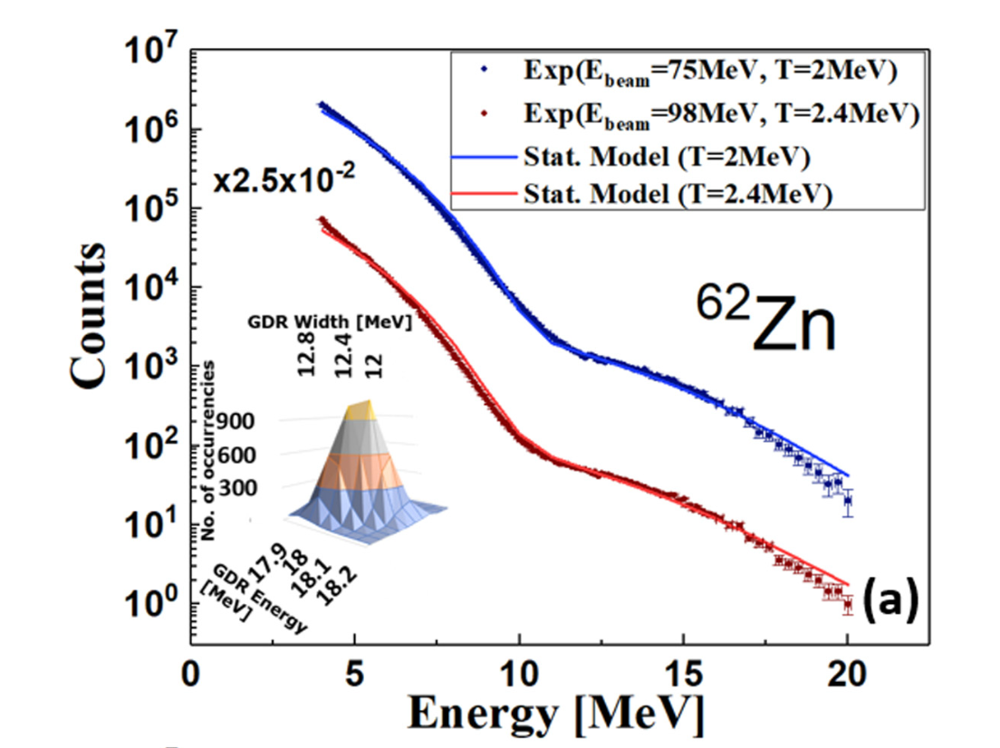 10^7
10^6
10^5
10^4
10^3
10^2
10^1
10^0
Counts
Exp(E_beam=75MeV, T=2MeV)
Exp(E_beam=98MeV, T=2.4MeV)
Stat. Model (T=2MeV)
Stat. Model (T=2.4MeV)
x2.5x10^-2
^62Zn
GDR Width [MeV]
12.8 12.4 12
No. of occurrencies
900
600
300
17.9 18 18.1 18.2
GDR Energy
[MeV]
(a)
0 5 10 15 20
Energy [MeV]